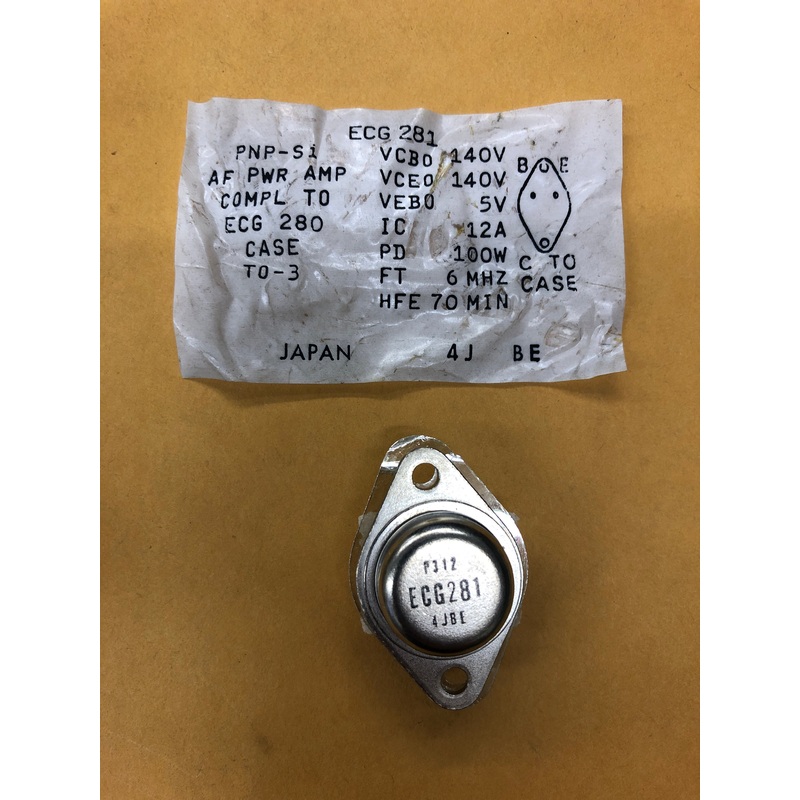 ECG 281
PNP-Si
AF PWR AMP
COMPL TO
ECG 280
CASE
TO-3
VCBO 140V
VCEO 140V
VEBO 5V
IC 12A
PD 100W
FT 6 MHZ
HFE 70 MIN
B E
C TO
CASE
JAPAN 4J BE
P312
ECG281
4JBE